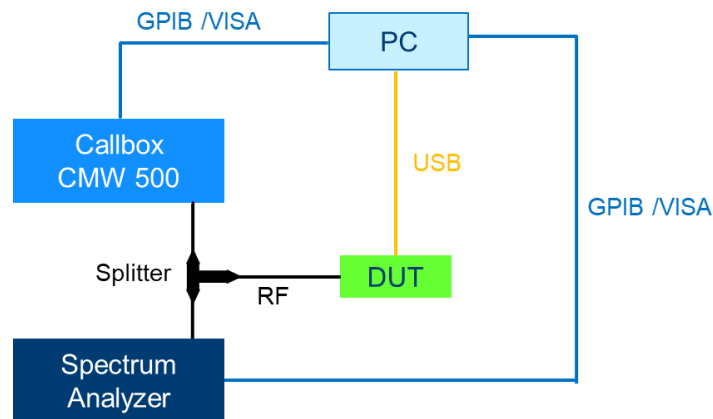 GPIB /VISA
PC
Callbox
CMW 500
USB
GPIB /VISA
Splitter
RF
DUT
Spectrum
Analyzer